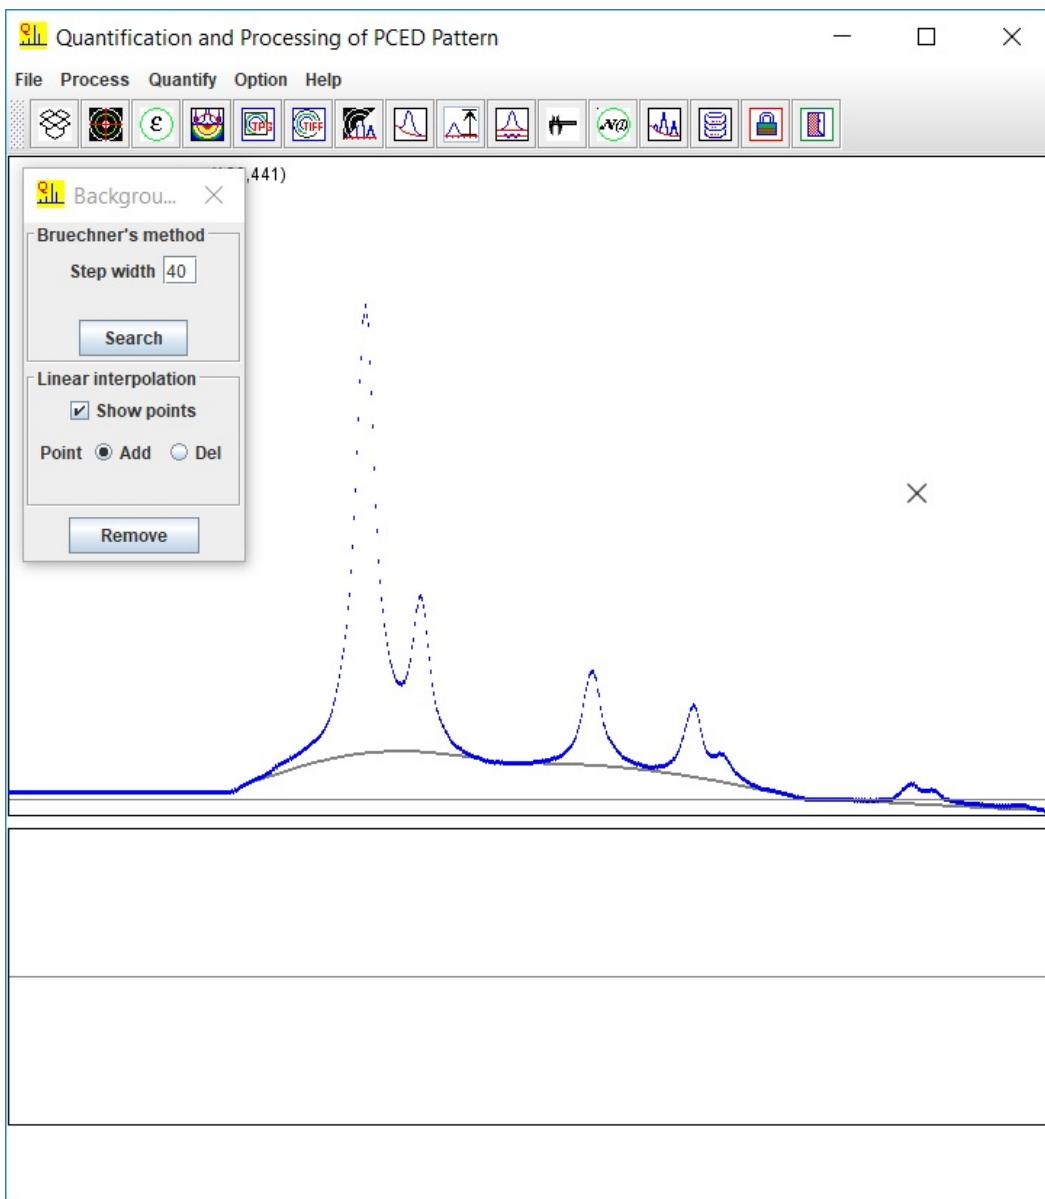 Quantification and Processing of PCED Pattern
File Process Quantify Option Help
,441)
Backgrou...
Bruechner's method
Step width 40
Search
Linear interpolation
Show points
Point Add Del
Remove